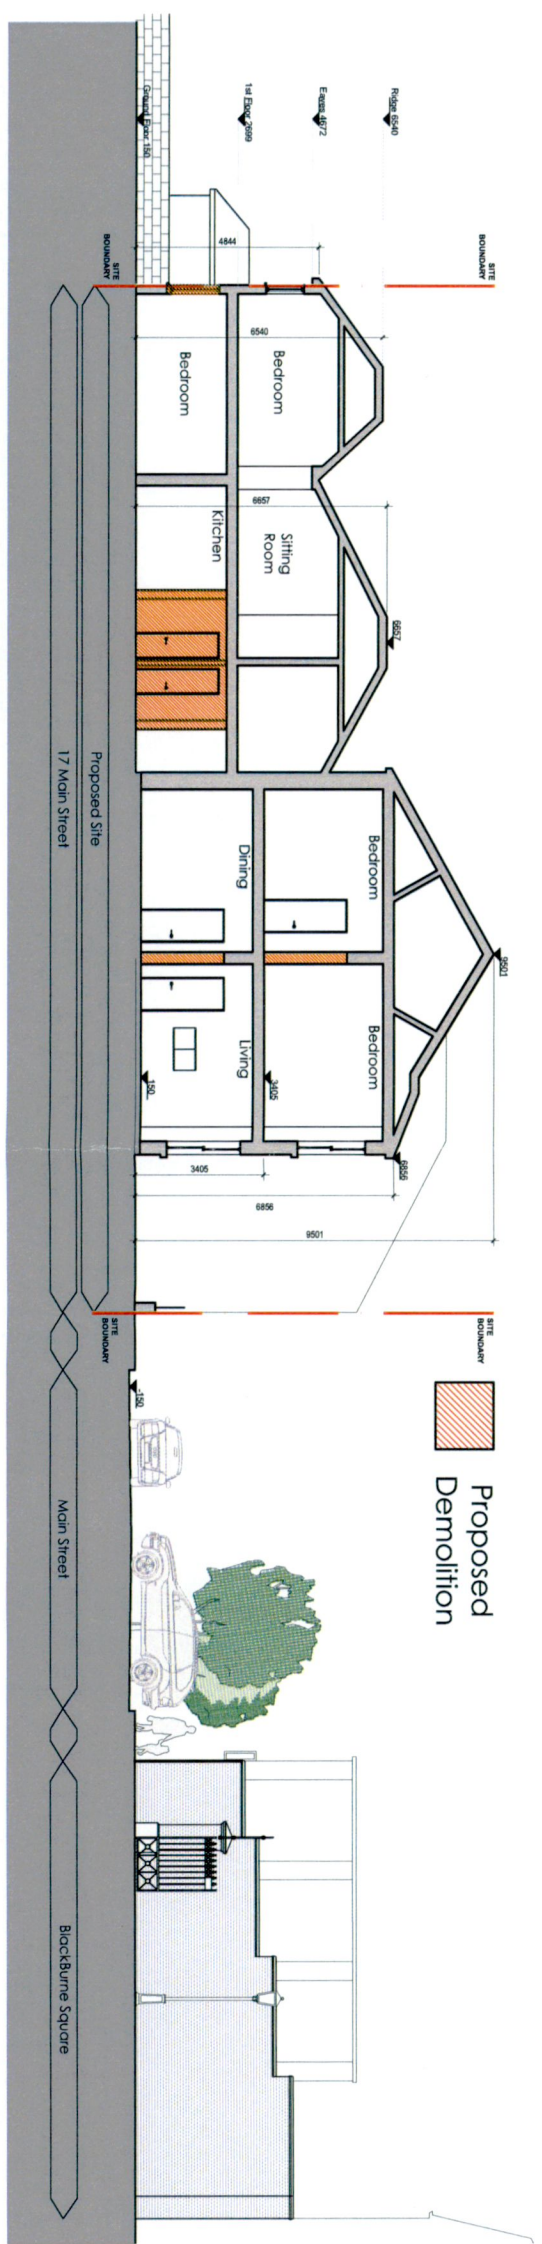 Ridge 6540
Eaves 4672
1st Floor 2699
Ground Floor 150
SITE
BOUNDARY
4844
6540
Bedroom
Bedroom
6657
6657
Sitting
Room
Kitchen
9501
Bedroom
Bedroom
Dining
Living
3405
150
6856
3405
6856
9501
SITE
BOUNDARY
SITE
BOUNDARY
SITE
BOUNDARY
Proposed
Demolition
-150
Proposed Site
17 Main Street
Main Street
BlackBurne Square